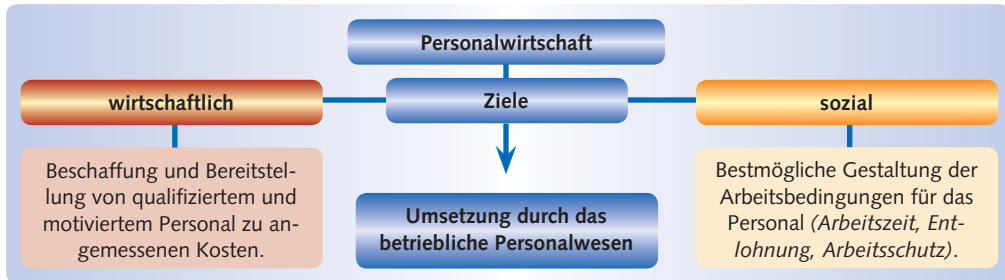 Personalwirtschaft
wirtschaftlich
Ziele
sozial
Beschaffung und Bereitstel-
lung von qualifiziertem und
motiviertem Personal zu an-
gemessenen Kosten.
Umsetzung durch das
betriebliche Personalwesen
Bestmögliche Gestaltung der
Arbeitsbedingungen für das
Personal (Arbeitszeit, Ent-
lohnung, Arbeitsschutz).